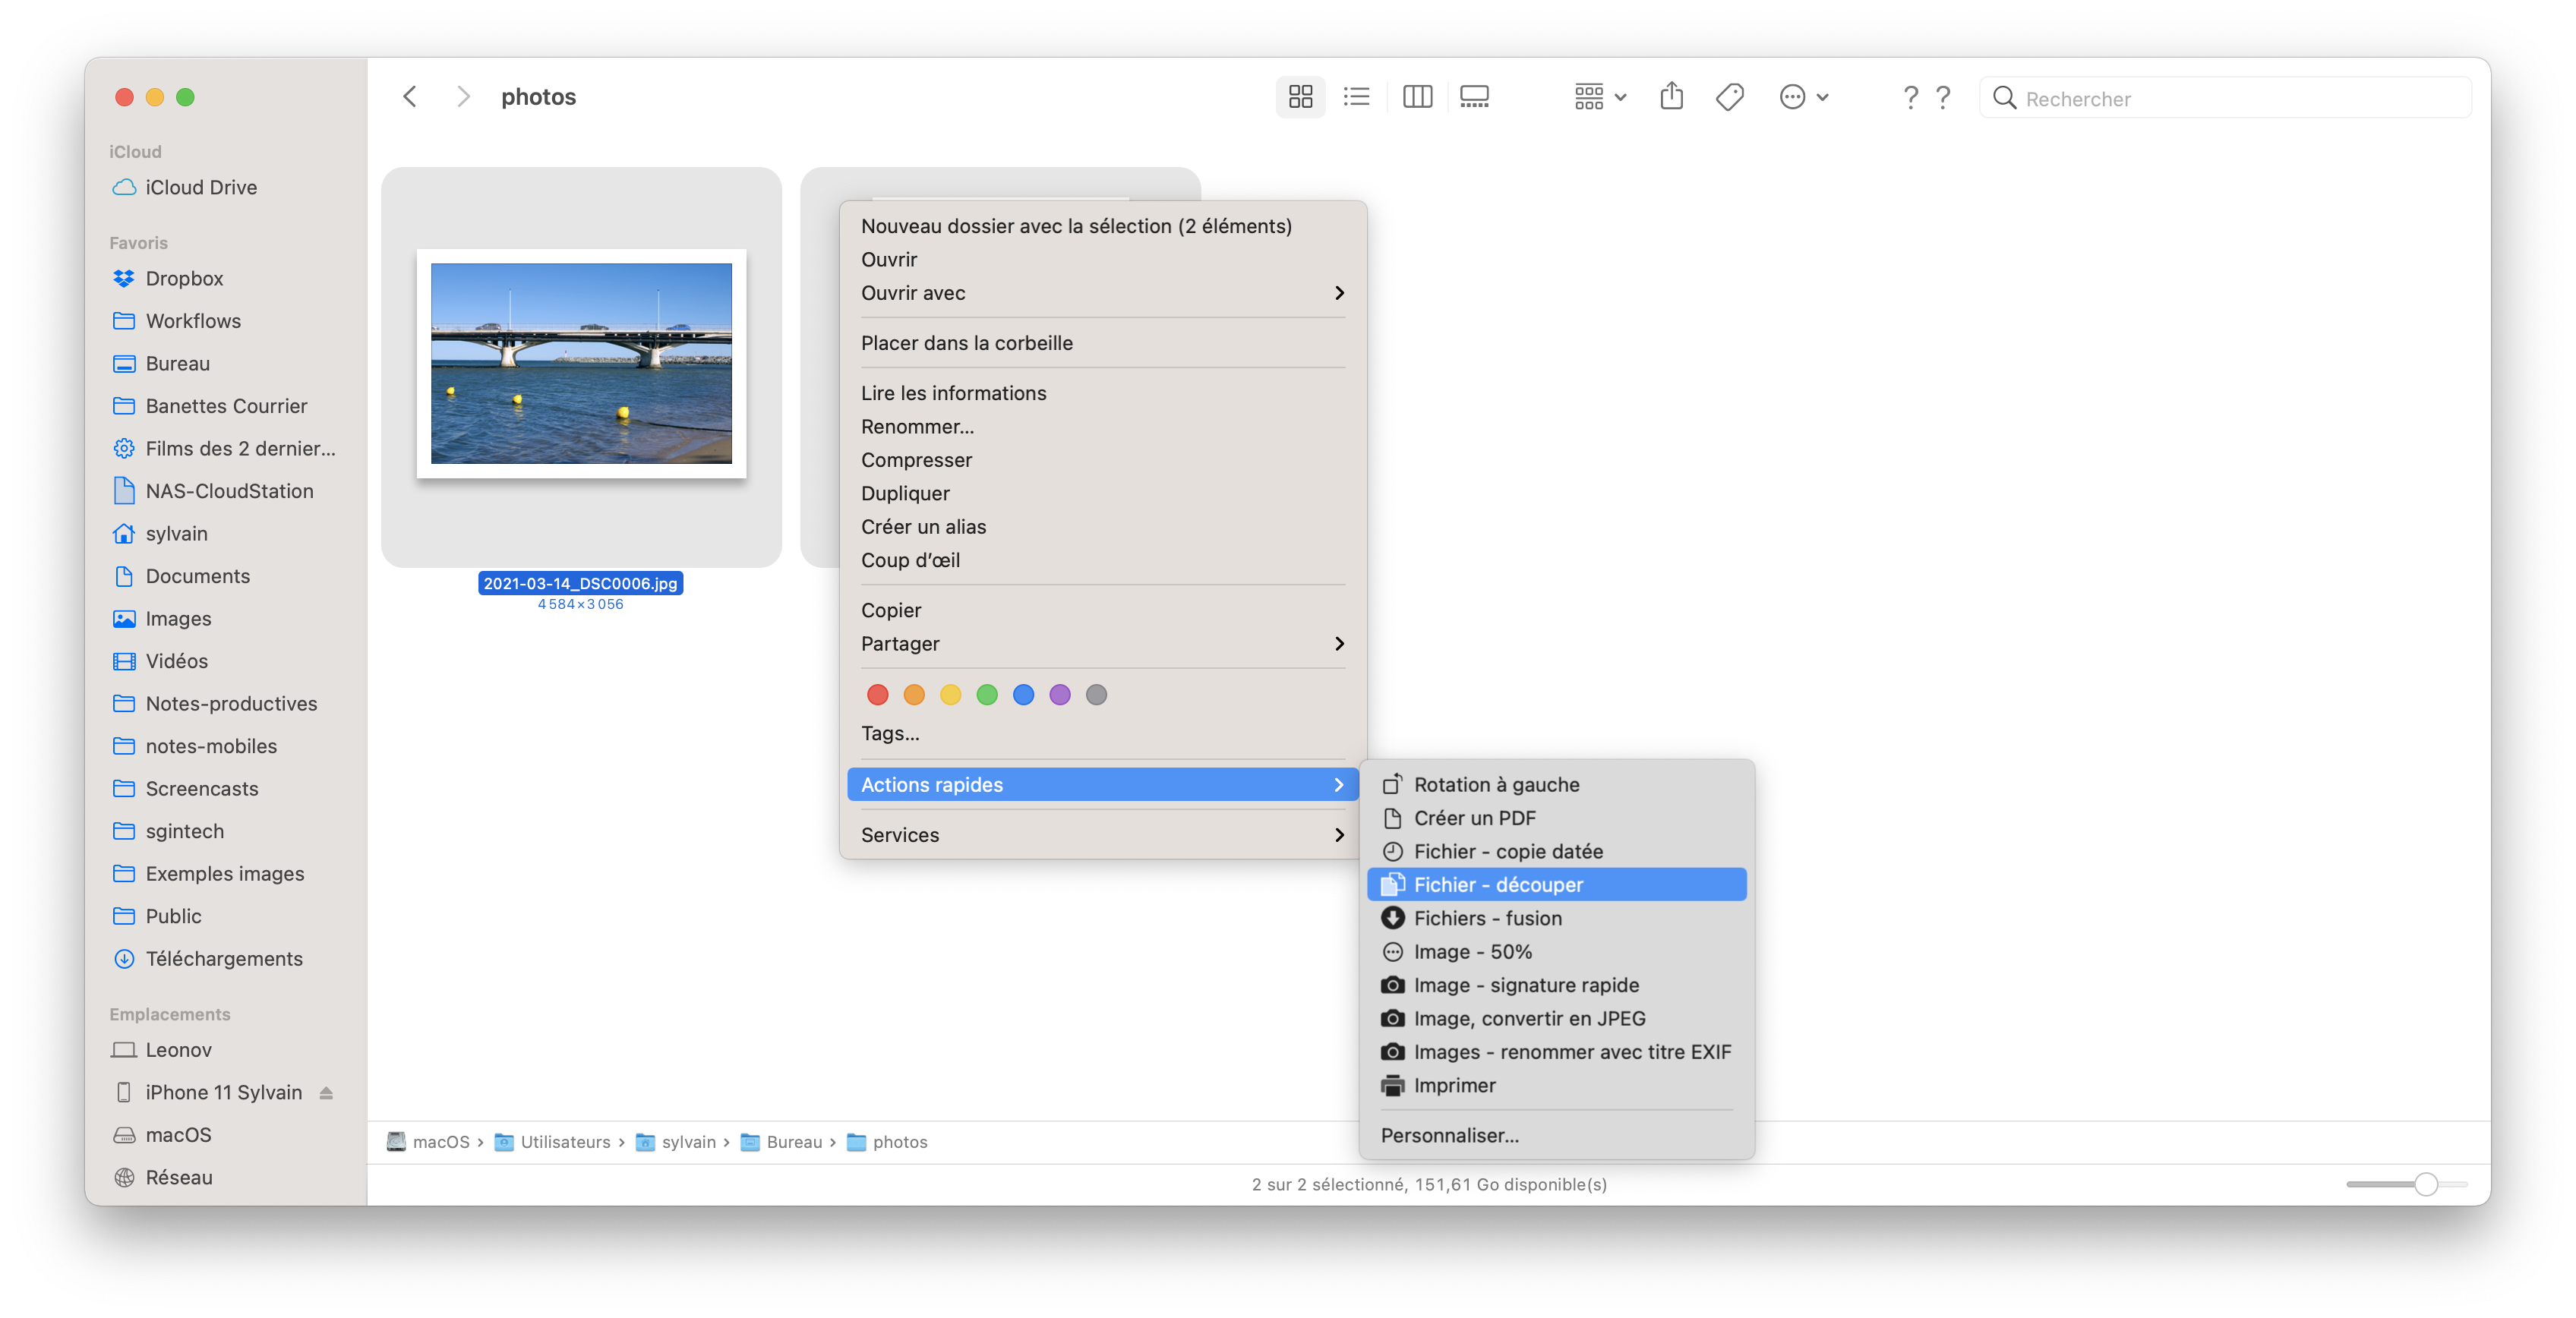 photos
? ?
Rechercher
iCloud
iCloud Drive
Favoris
Dropbox
Workflows
Bureau
Banettes Courrier
Films des 2 dernier...
NAS-CloudStation
sylvain
Documents
Images
Vidéos
Notes-productives
notes-mobiles
Screencasts
sgintech
Exemples images
Public
Téléchargements
Emplacements
Leonov
iPhone 11 Sylvain
macOS
Réseau
2021-03-14_DSC0006.jpg
4 584×3 056
Nouveau dossier avec la sélection (2 éléments)
Ouvrir
Ouvrir avec
Placer dans la corbeille
Lire les informations
Renommer...
Compresser
Dupliquer
Créer un alias
Coup d’œil
Copier
Partager
Tags...
Actions rapides
Services
Rotation à gauche
Créer un PDF
Fichier - copie datée
Fichier - découper
Fichiers - fusion
Image - 50%
Image - signature rapide
Image, convertir en JPEG
Images - renommer avec titre EXIF
Imprimer
Personnaliser...
macOS › Utilisateurs › sylvain › Bureau › photos
2 sur 2 sélectionné, 151,61 Go disponible(s)